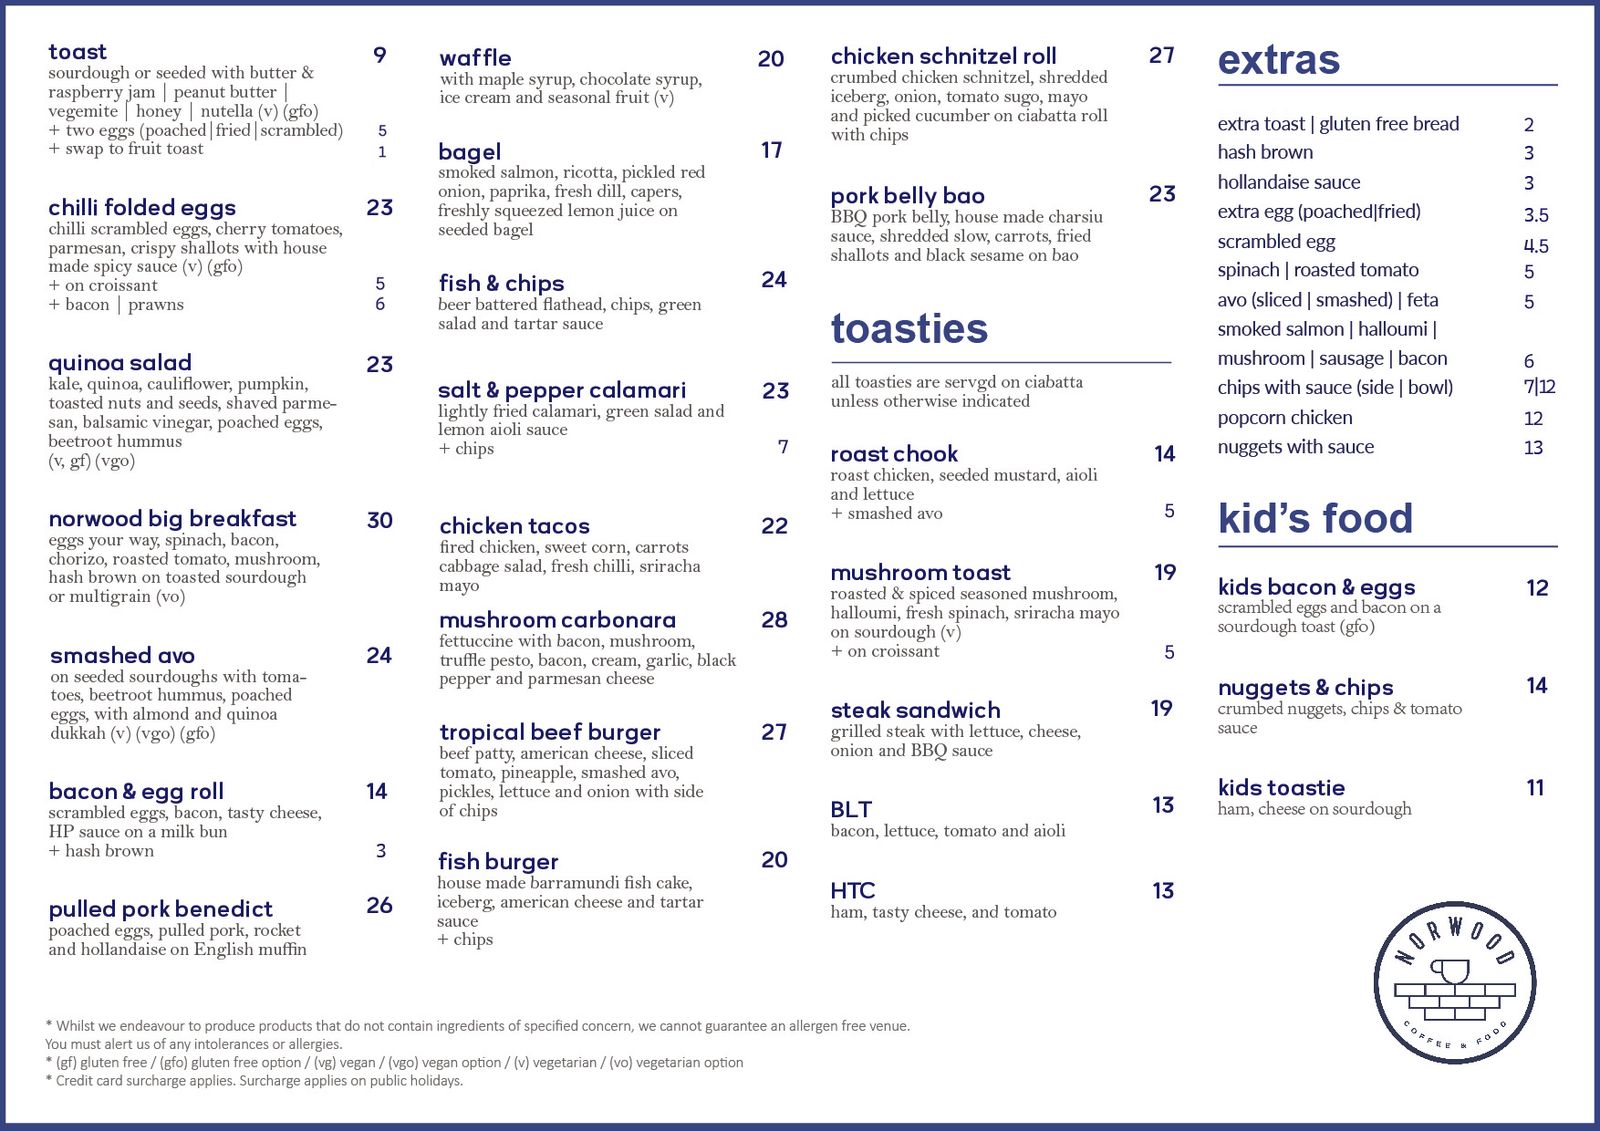 toast 9
sourdough or seeded with butter &
raspberry jam | peanut butter |
vegemite | honey | nutella (v) (gfo)
+ two eggs (poached|fried|scrambled) 5
+ swap to fruit toast 1
chilli folded eggs 23
chilli scrambled eggs, cherry tomatoes,
parmesan, crispy shallots with house
made spicy sauce (v) (gfo)
+ on croissant 5
+ bacon | prawns 6
quinoa salad 23
kale, quinoa, cauliflower, pumpkin,
toasted nuts and seeds, shaved parme-
san, balsamic vinegar, poached eggs,
beetroot hummus
(v, gf) (vgo)
norwood big breakfast 30
eggs your way, spinach, bacon,
chorizo, roasted tomato, mushroom,
hash brown on toasted sourdough
or multigrain (vo)
smashed avo 24
on seeded sourdoughs with toma-
toes, beetroot hummus, poached
eggs, with almond and quinoa
dukkah (v) (vgo) (gfo)
bacon & egg roll 14
scrambled eggs, bacon, tasty cheese,
HP sauce on a milk bun
+ hash brown 3
pulled pork benedict 26
poached eggs, pulled pork, rocket
and hollandaise on English muffin
waffle 20
with maple syrup, chocolate syrup,
ice cream and seasonal fruit (v)
bagel 17
smoked salmon, ricotta, pickled red
onion, paprika, fresh dill, capers,
freshly squeezed lemon juice on
seeded bagel
fish & chips 24
beer battered flathead, chips, green
salad and tartar sauce
salt & pepper calamari 23
lightly fried calamari, green salad and
lemon aioli sauce
+ chips 7
chicken tacos 22
fired chicken, sweet corn, carrots
cabbage salad, fresh chilli, sriracha
mayo
mushroom carbonara 28
fettuccine with bacon, mushroom,
truffle pesto, bacon, cream, garlic, black
pepper and parmesan cheese
tropical beef burger 27
beef patty, american cheese, sliced
tomato, pineapple, smashed avo,
pickles, lettuce and onion with side
of chips
fish burger 20
house made barramundi fish cake,
iceberg, american cheese and tartar
sauce
+ chips
chicken schnitzel roll 27
crumbed chicken schnitzel, shredded
iceberg, onion, tomato sugo, mayo
and picked cucumber on ciabatta roll
with chips
pork belly bao 23
BBQ pork belly, house made charsiu
sauce, shredded slow, carrots, fried
shallots and black sesame on bao
toasties
all toasties are servgd on ciabatta
unless otherwise indicated
roast chook 14
roast chicken, seeded mustard, aioli
and lettuce
+ smashed avo 5
mushroom toast 19
roasted & spiced seasoned mushroom,
halloumi, fresh spinach, sriracha mayo
on sourdough (v)
+ on croissant 5
steak sandwich 19
grilled steak with lettuce, cheese,
onion and BBQ sauce
BLT 13
bacon, lettuce, tomato and aioli
HTC 13
ham, tasty cheese, and tomato
extras
extra toast | gluten free bread 2
hash brown 3
hollandaise sauce 3
extra egg (poached|fried) 3.5
scrambled egg 4.5
spinach | roasted tomato 5
avo (sliced | smashed) | feta 5
smoked salmon | halloumi |
mushroom | sausage | bacon 6
chips with sauce (side | bowl) 7|12
popcorn chicken 12
nuggets with sauce 13
kid's food
kids bacon & eggs 12
scrambled eggs and bacon on a
sourdough toast (gfo)
nuggets & chips 14
crumbed nuggets, chips & tomato
sauce
kids toastie 11
ham, cheese on sourdough
NORWOOD
COFFEE & FOOD
* Whilst we endeavour to produce products that do not contain ingredients of specified concern, we cannot guarantee an allergen free venue.
You must alert us of any intolerances or allergies.
* (gf) gluten free / (gfo) gluten free option / (vg) vegan / (vgo) vegan option / (v) vegetarian / (vo) vegetarian option
* Credit card surcharge applies. Surcharge applies on public holidays.